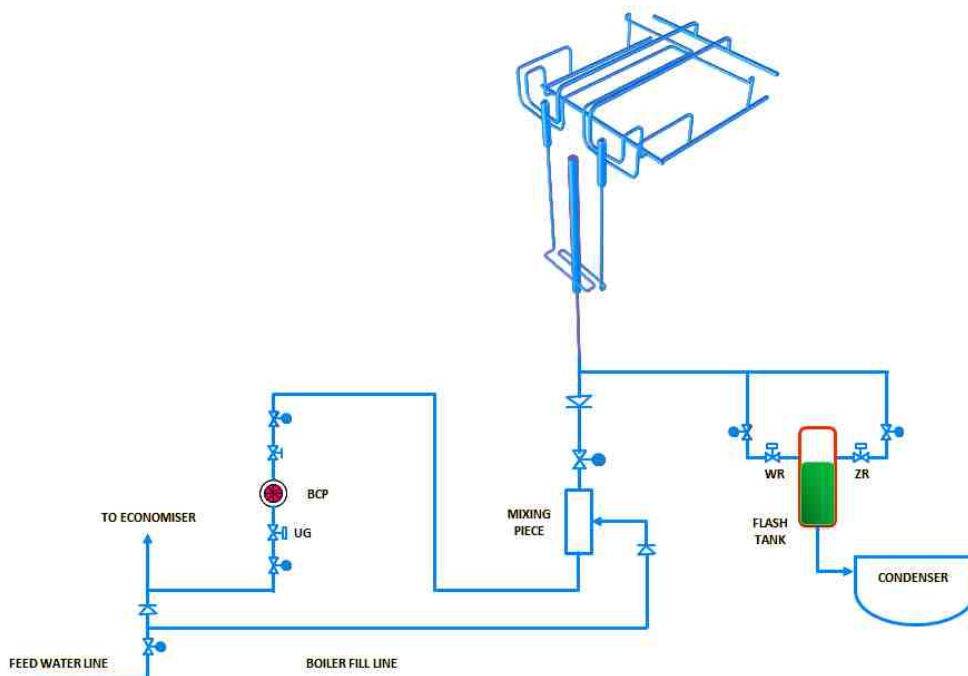 WR
ZR
BCP
TO ECONOMISER
MIXING
PIECE
UG
FLASH
TANK
CONDENSER
FEED WATER LINE
BOILER FILL LINE